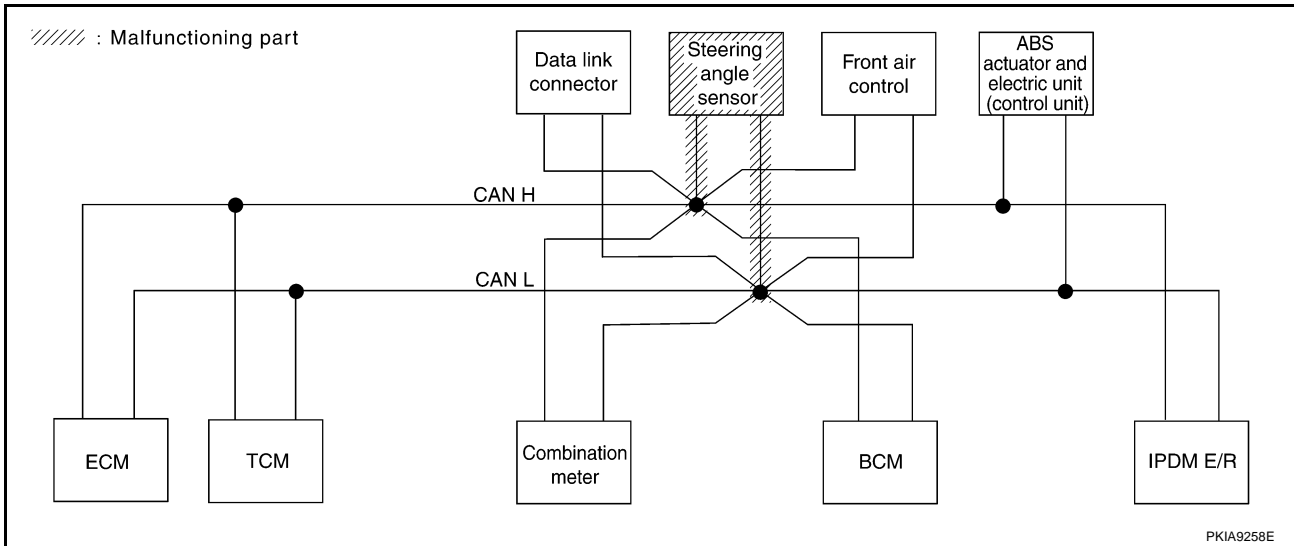 : Malfunctioning part
Data link
connector
Steering
angle
sensor
Front air
control
ABS
actuator and
electric unit
(control unit)
CAN H
CAN L
ECM
TCM
Combination
meter
BCM
IPDM E/R
PKIA9258E